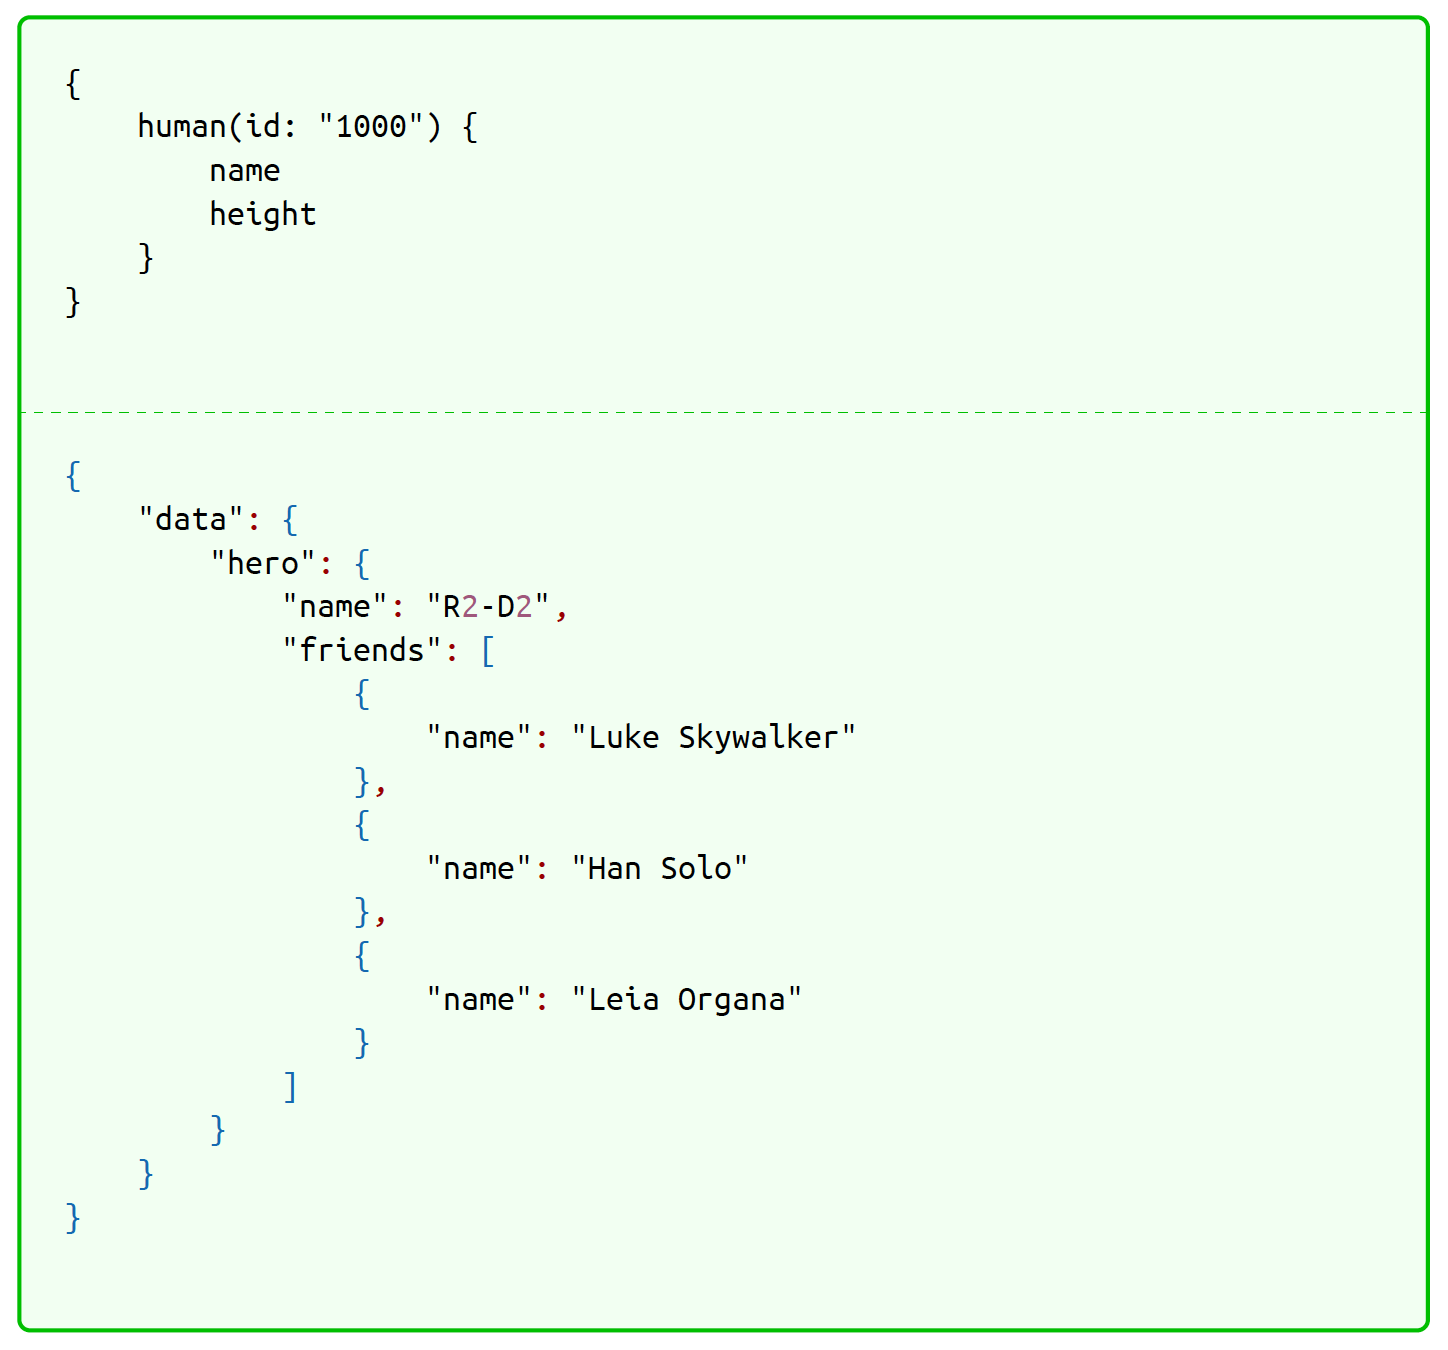 {
    human(id: "1000") {
        name
        height
    }
}
{
    "data": {
        "hero": {
            "name": "R2-D2",
            "friends": [
                {
                    "name": "Luke Skywalker"
                },
                {
                    "name": "Han Solo"
                },
                {
                    "name": "Leia Organa"
                }
            ]
        }
    }
}